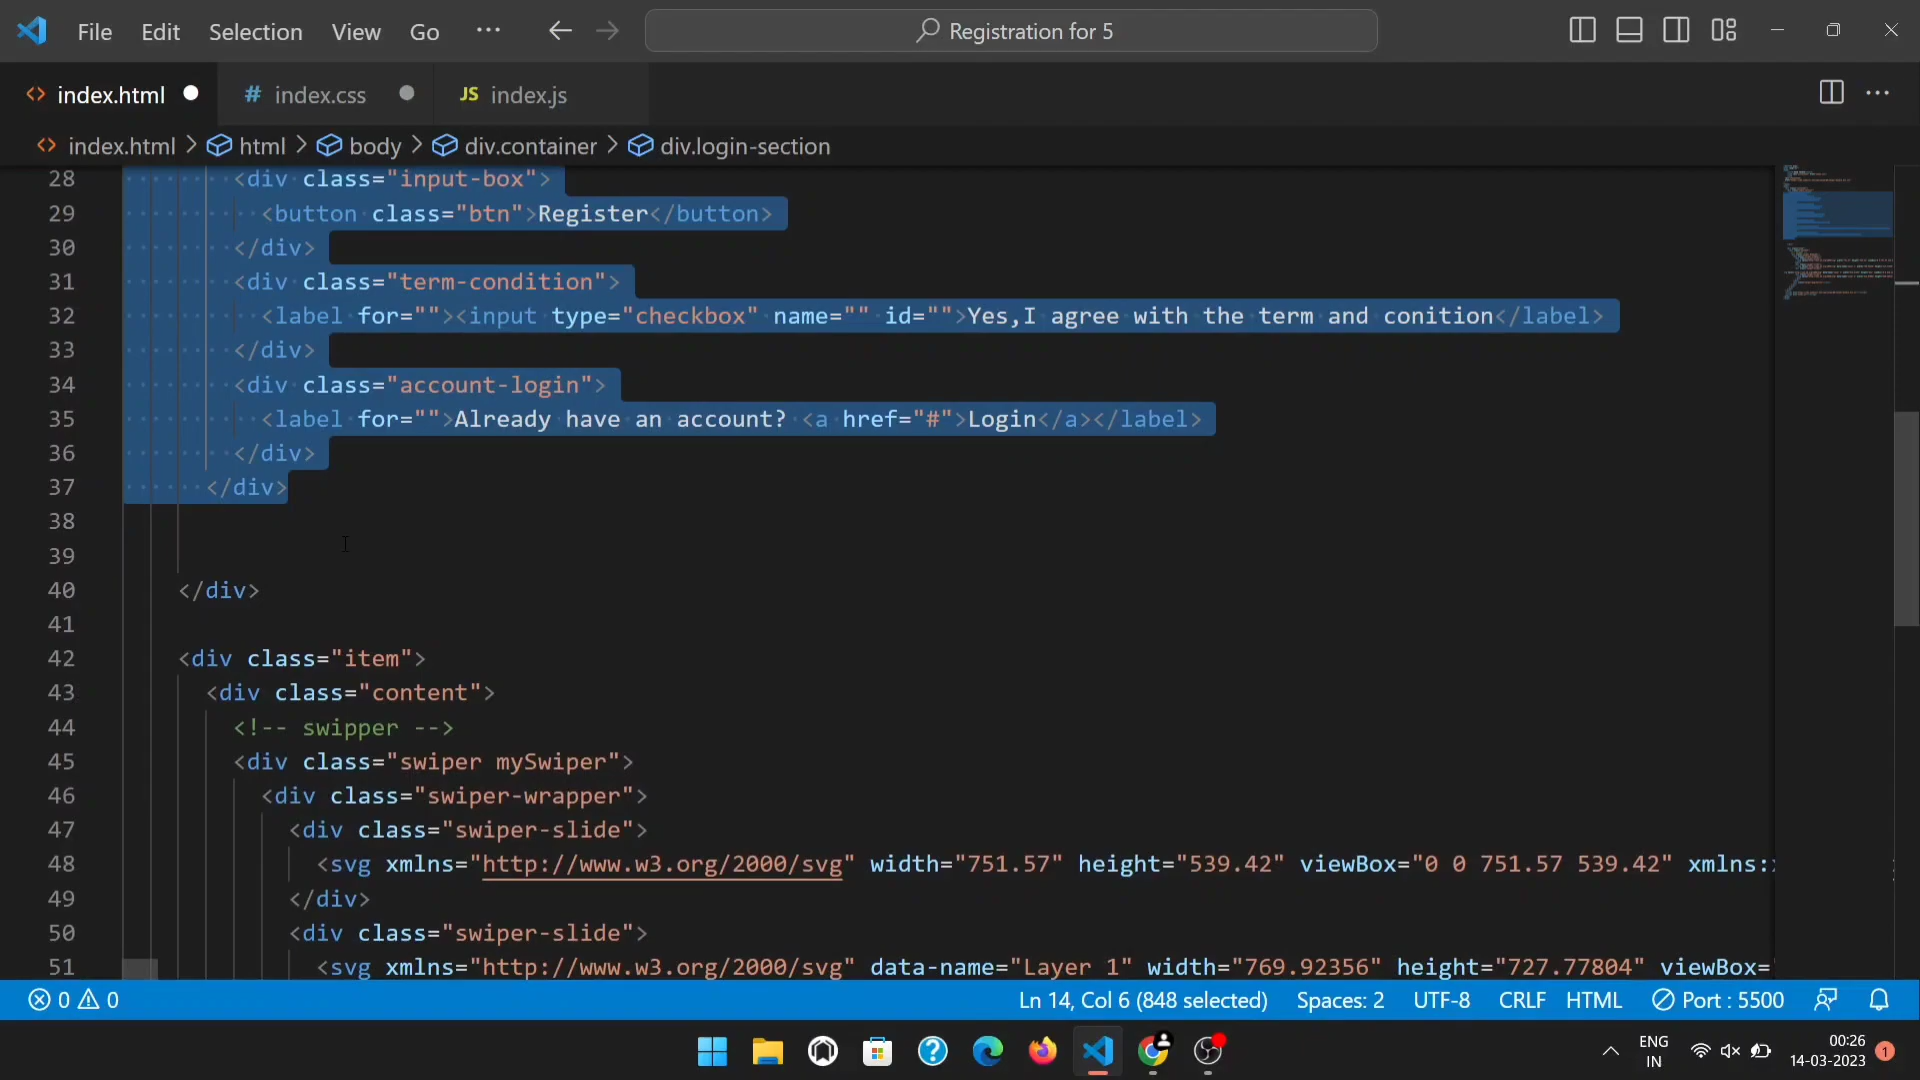 File Edit Selection View Go ··· Registration for 5
index.html index.css index.js
index.html > html > body > div.container > div.login-section
28 <div class="input-box">
29 <button class="btn">Register</button>
30 </div>
31 <div class="term-condition">
32 <label for=""><input type="checkbox" name="" id="">Yes,I agree with the term and conition</label>
33 </div>
34 <div class="account-login">
35 <label for="">Already have an account? <a href="#">Login</a></label>
36 </div>
37 </div>
38
39
40 </div>
41
42 <div class="item">
43 <div class="content">
44 <!-- swipper -->
45 <div class="swiper mySwiper">
46 <div class="swiper-wrapper">
47 <div class="swiper-slide">
48 <svg xmlns="http://www.w3.org/2000/svg" width="751.57" height="539.42" viewBox="0 0 751.57 539.42" xmlns:
49 </div>
50 <div class="swiper-slide">
51 <svg xmlns="http://www.w3.org/2000/svg" data-name="Layer 1" width="769.92356" height="727.77804" viewBox="
0 0 Ln 14, Col 6 (848 selected) Spaces: 2 UTF-8 CRLF HTML Port : 5500
ENG 00:26
IN 14-03-2023 1